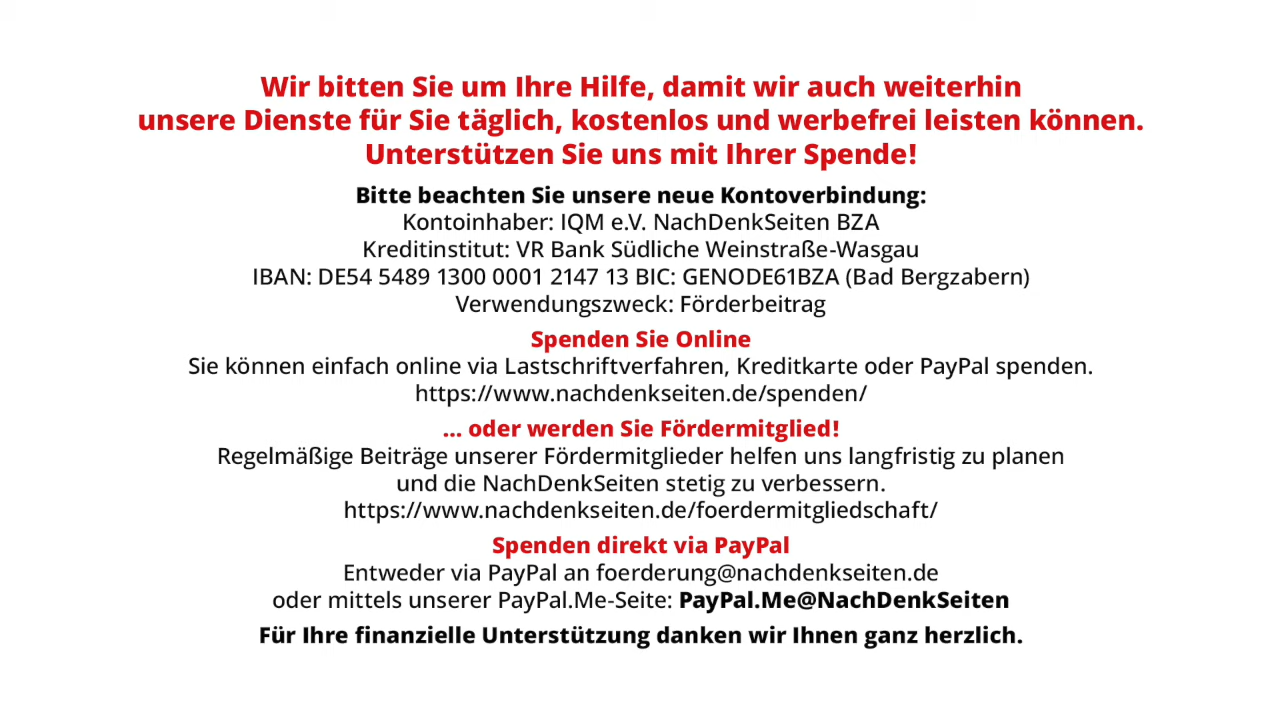 Wir bitten Sie um Ihre Hilfe, damit wir auch weiterhin
unsere Dienste für Sie täglich, kostenlos und werbefrei leisten können.
Unterstützen Sie uns mit Ihrer Spende!
Bitte beachten Sie unsere neue Kontoverbindung:
Kontoinhaber: IQM e.V. NachDenkSeiten BZA
Kreditinstitut: VR Bank Südliche Weinstraße-Wasgau
IBAN: DE54 5489 1300 0001 2147 13 BIC: GENODE61BZA (Bad Bergzabern)
Verwendungszweck: Förderbeitrag
Spenden Sie Online
Sie können einfach online via Lastschriftverfahren, Kreditkarte oder PayPal spenden.
https://www.nachdenkseiten.de/spenden/
... oder werden Sie Fördermitglied!
Regelmäßige Beiträge unserer Fördermitglieder helfen uns langfristig zu planen
und die NachDenkSeiten stetig zu verbessern.
https://www.nachdenkseiten.de/foerdermitgliedschaft/
Spenden direkt via PayPal
Entweder via PayPal an foerderung@nachdenkseiten.de
oder mittels unserer PayPal.Me-Seite: PayPal.Me@NachDenkSeiten
Für Ihre finanzielle Unterstützung danken wir Ihnen ganz herzlich.